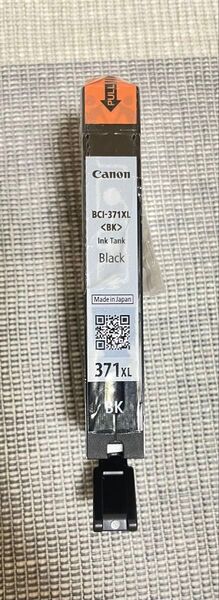 PULL
Canon
BCI-371XL
<BK>
Ink Tank
Black
Made in Japan
371XL
BK